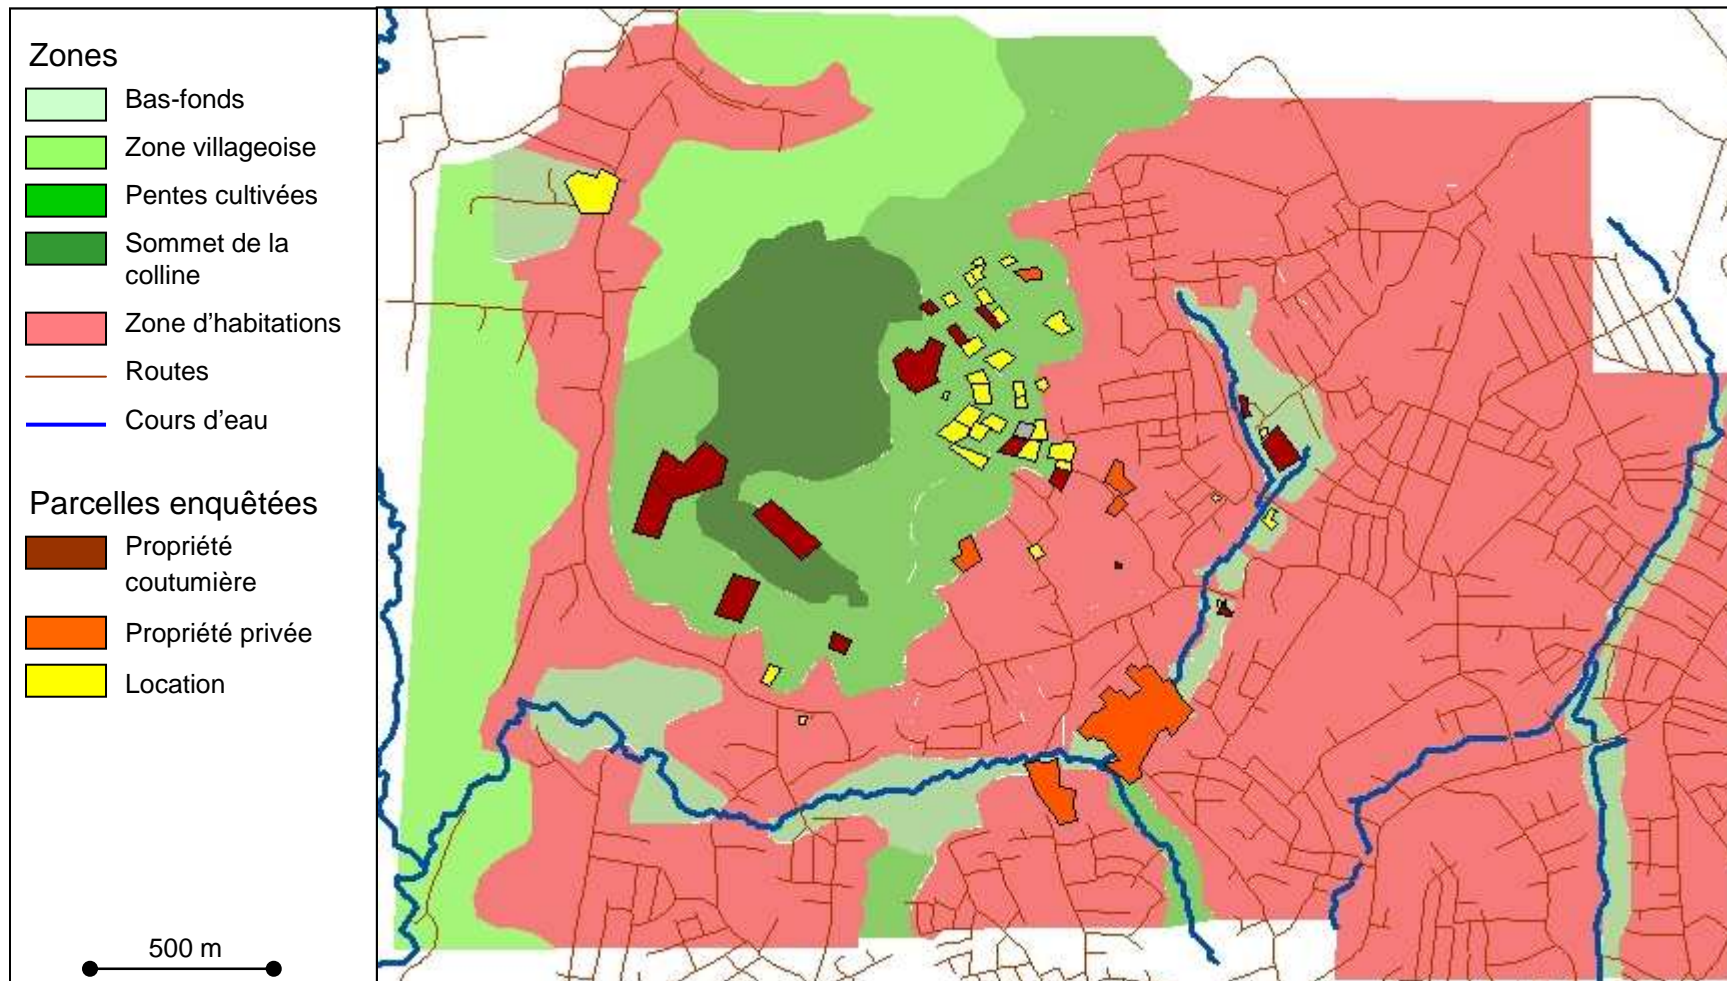 Zones
Bas-fonds
Zone villageoise
Pentes cultivées
Sommet de la
colline
Zone d’habitations
Routes
Cours d’eau
Parcelles enquêtées
Propriété
coutumière
Propriété privée
Location
500 m